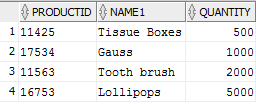 PRODUCTID NAME1 QUANTITY
1 11425 Tissue Boxes 500
2 17534 Gauss 1000
3 11563 Tooth brush 2000
4 16753 Lollipops 5000